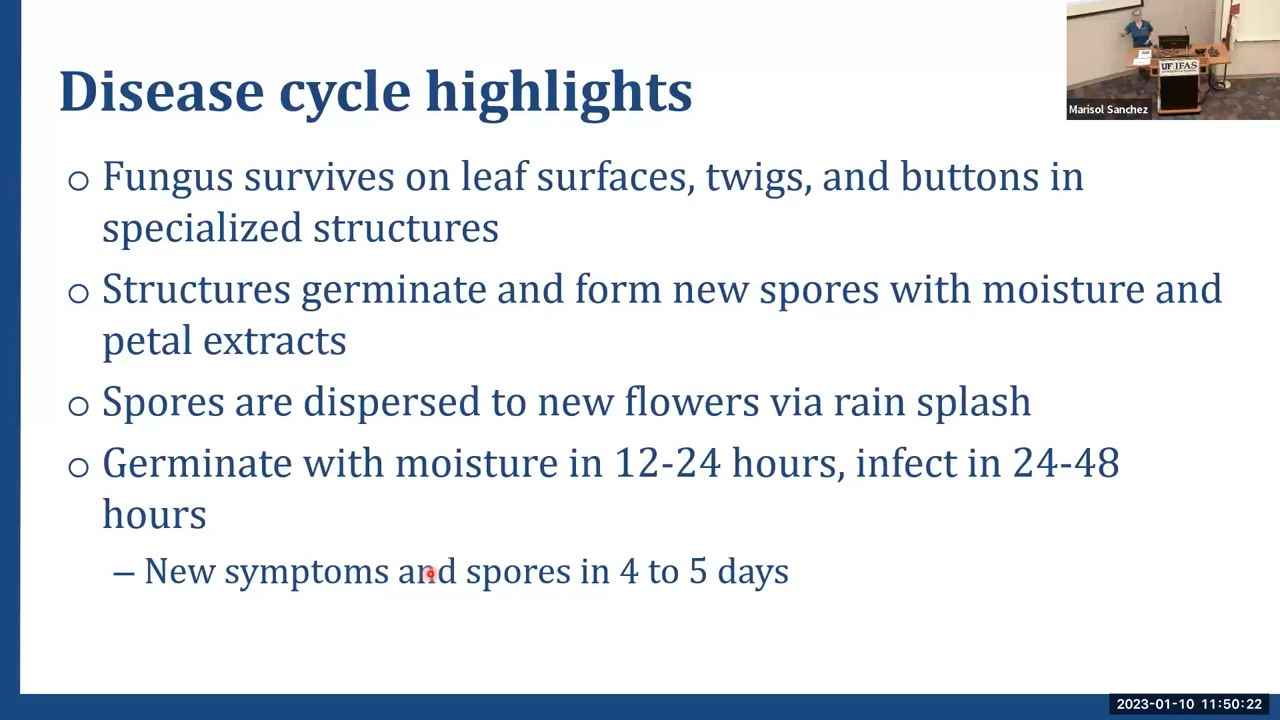 Disease cycle highlights
Marisol Sanchez
UF IFAS
○ Fungus survives on leaf surfaces, twigs, and buttons in
specialized structures
○ Structures germinate and form new spores with moisture and
petal extracts
○ Spores are dispersed to new flowers via rain splash
○ Germinate with moisture in 12-24 hours, infect in 24-48
hours
– New symptoms and spores in 4 to 5 days
2023-01-10 11:50:22